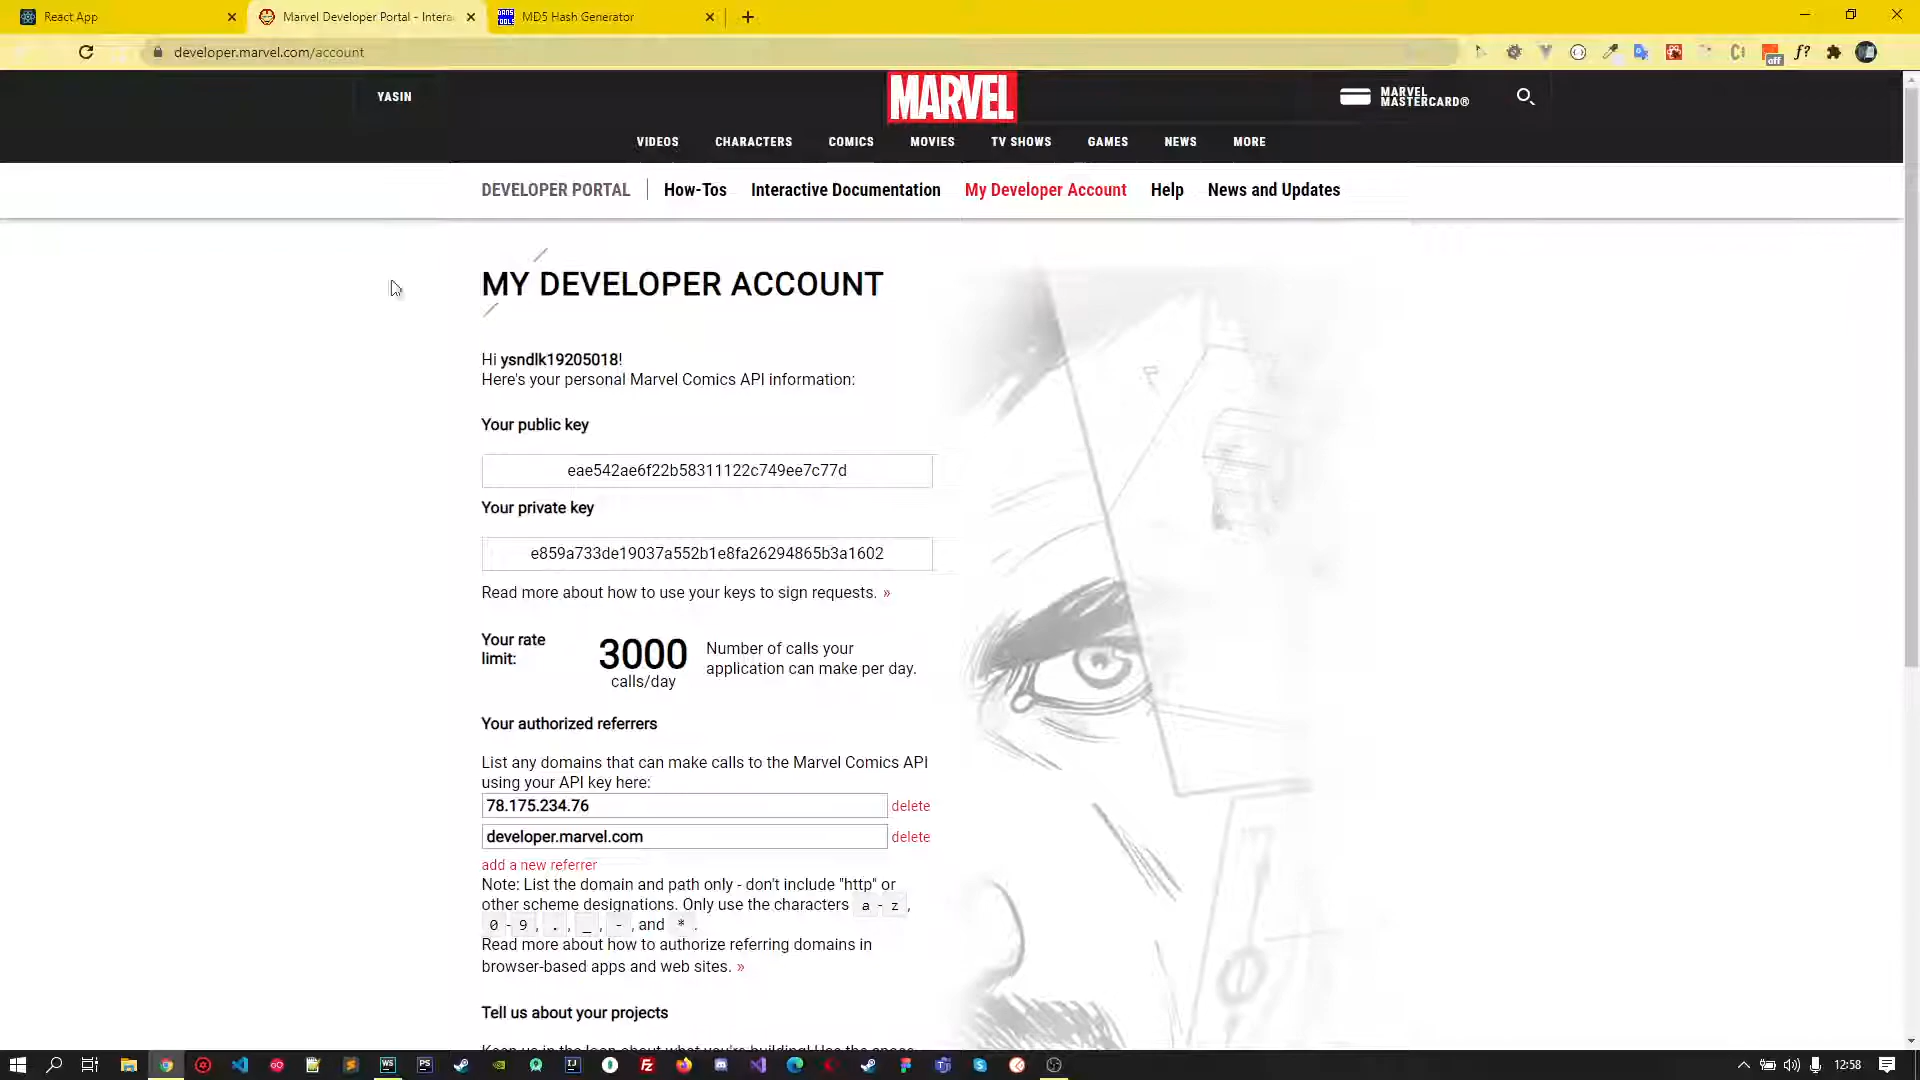 React App
Marvel Developer Portal - Intera
MD5 Hash Generator
developer.marvel.com/account
off
f?
YASIN
MARVEL
MARVEL
MASTERCARD®
VIDEOS
CHARACTERS
COMICS
MOVIES
TV SHOWS
GAMES
NEWS
MORE
DEVELOPER PORTAL
How-Tos
Interactive Documentation
My Developer Account
Help
News and Updates
MY DEVELOPER ACCOUNT
Hi ysndlk19205018!
Here's your personal Marvel Comics API information:
Your public key
eae542ae6f22b58311122c749ee7c77d
Your private key
e859a733de19037a552b1e8fa26294865b3a1602
Read more about how to use your keys to sign requests. »
Your rate
limit:
3000
calls/day
Number of calls your
application can make per day.
Your authorized referrers
List any domains that can make calls to the Marvel Comics API
using your API key here:
78.175.234.76
delete
developer.marvel.com
delete
add a new referrer
Note: List the domain and path only - don't include "http" or
other scheme designations. Only use the characters a - z ,
0 - 9 , . , _ , - , and * .
Read more about how to authorize referring domains in
browser-based apps and web sites. »
Tell us about your projects
12:58